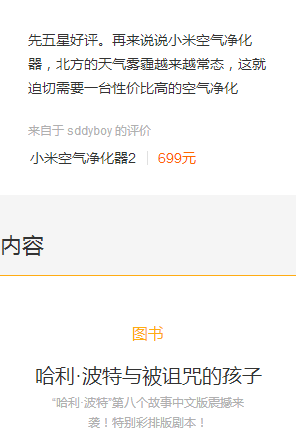 先五星好评。再来说说小米空气净化
器，北方的天气雾霾越来越常态，这就
迫切需要一台性价比高的空气净化
来自于 sddyboy 的评价
小米空气净化器2 699元
内容
图书
哈利·波特与被诅咒的孩子
“哈利·波特”第八个故事中文版震撼来
袭！特别彩排版剧本！